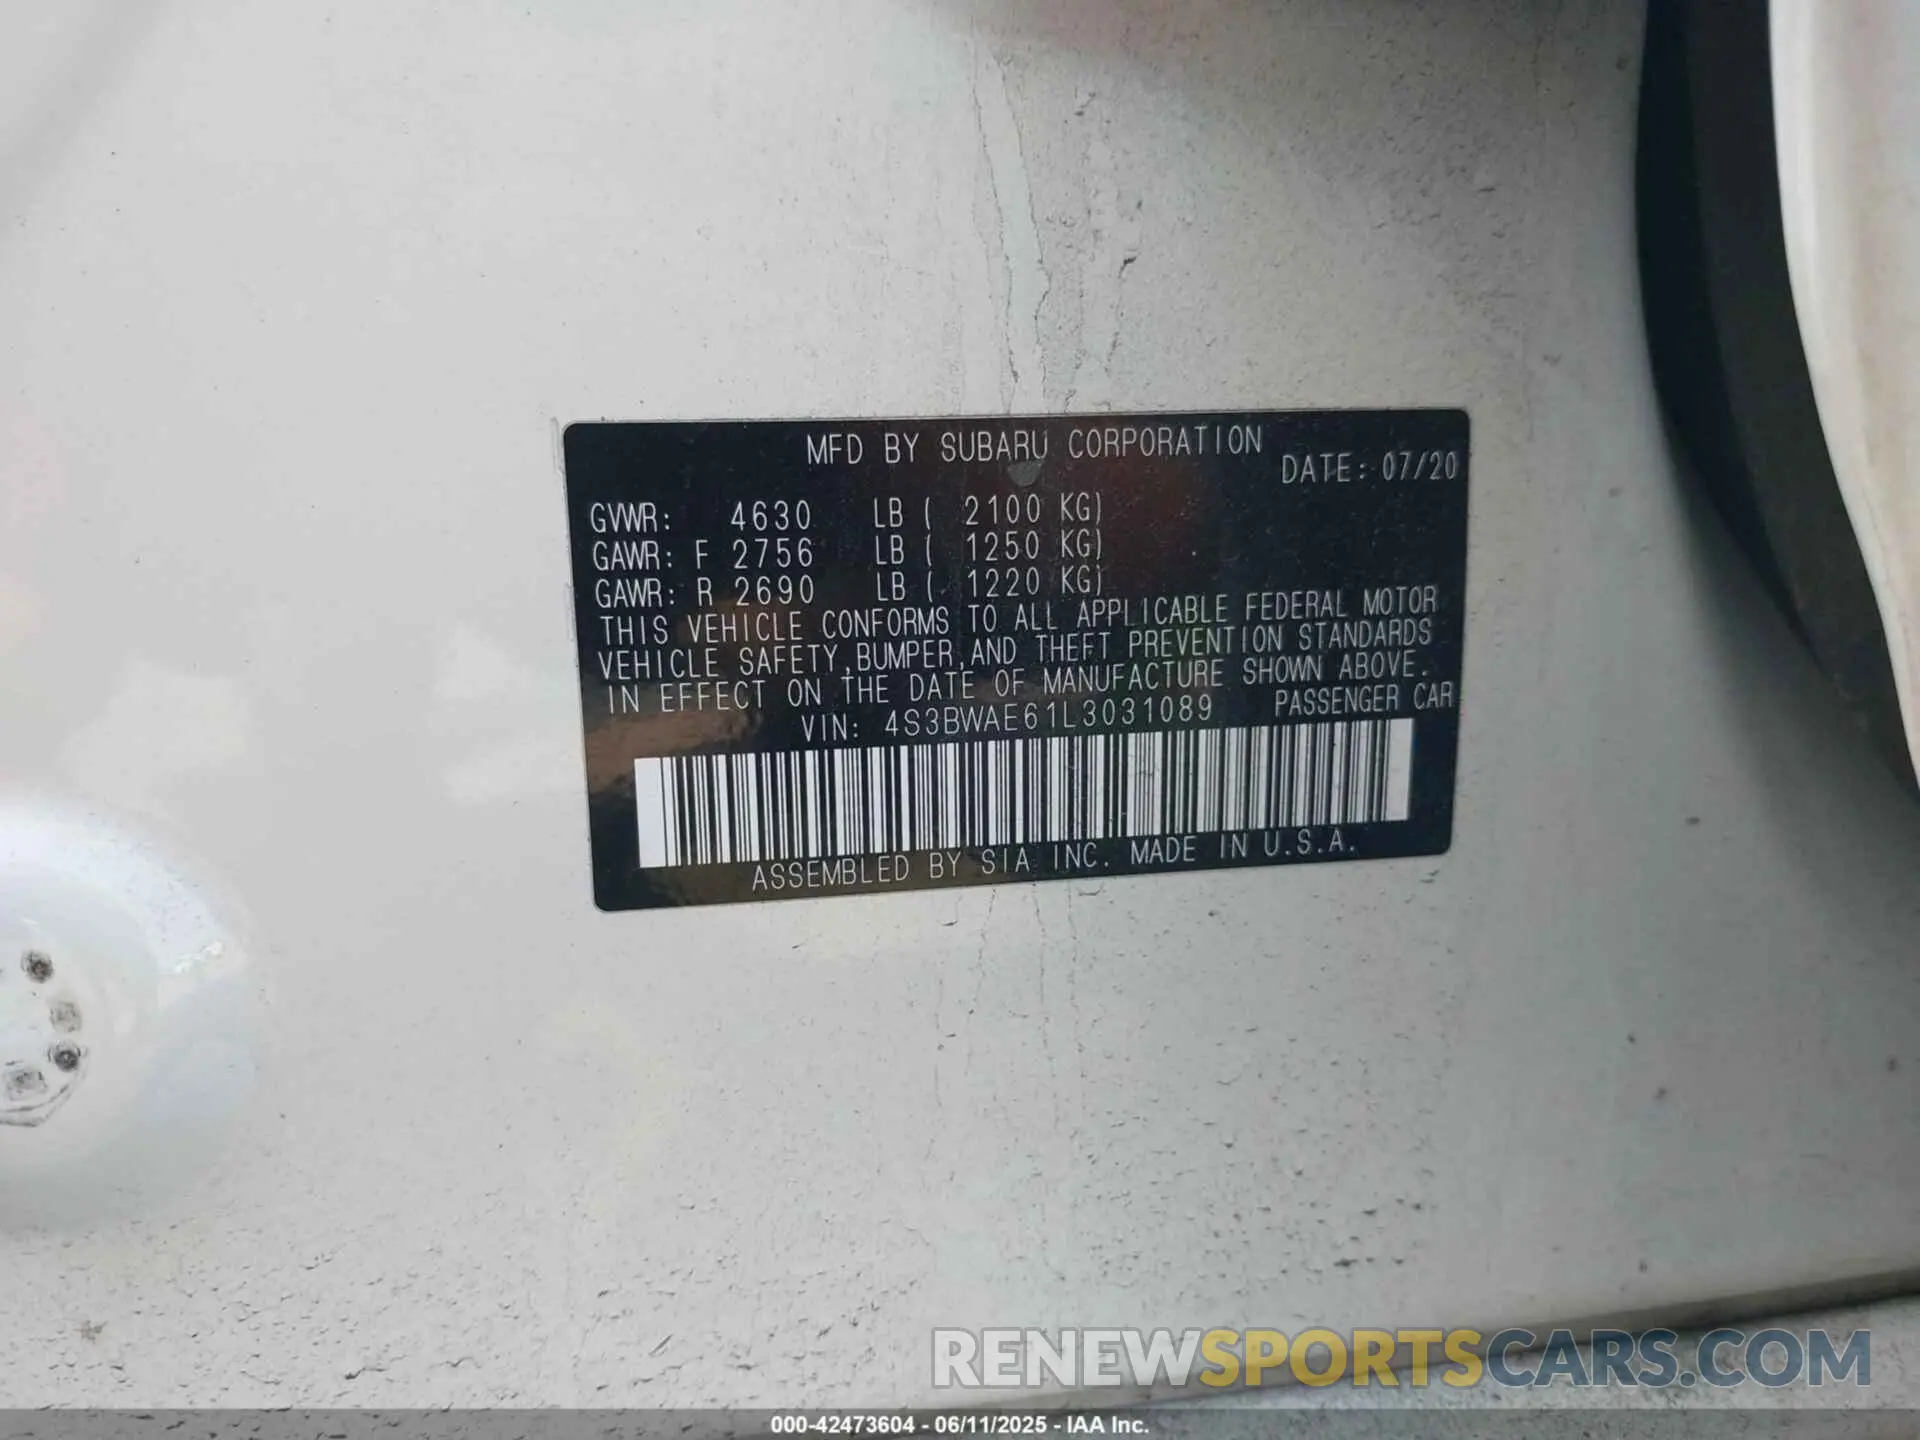 MFD BY SUBARU CORPORATION
DATE: 07/20
GVWR: 4630 LB ( 2100 KG)
GAWR: F 2756 LB ( 1250 KG)
GAWR: R 2690 LB ( 1220 KG)
THIS VEHICLE CONFORMS TO ALL APPLICABLE FEDERAL MOTOR
VEHICLE SAFETY, BUMPER, AND THEFT PREVENTION STANDARDS
IN EFFECT ON THE DATE OF MANUFACTURE SHOWN ABOVE.
VIN: 4S3BWAE61L3031089 PASSENGER CAR
ASSEMBLED BY SIA INC. MADE IN U.S.A.
RENEWSPORTSCARS.COM
000-42473604 - 06/11/2025 - IAA Inc.